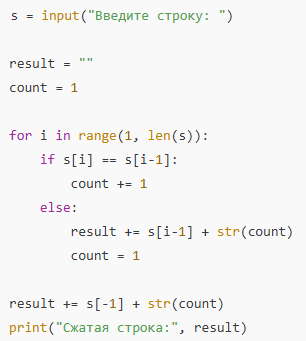 s = input("Введите строку: ")

result = ""
count = 1

for i in range(1, len(s)):
    if s[i] == s[i-1]:
        count += 1
    else:
        result += s[i-1] + str(count)
        count = 1

result += s[-1] + str(count)
print("Сжатая строка:", result)